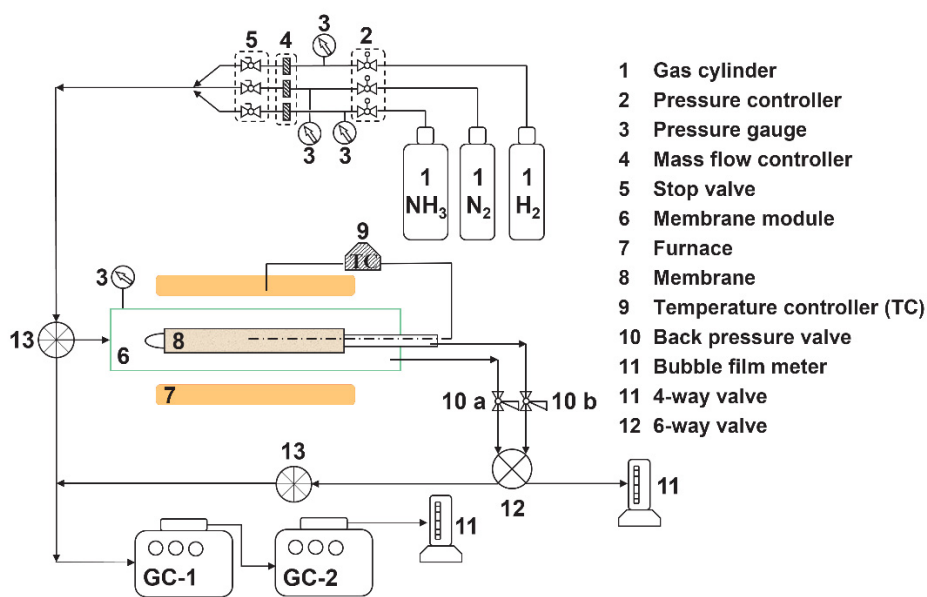 3
5 4 2
3 3
1 NH3
1 N2
1 H2
9
TC
3
13
6
8
7
10 a 10 b
13
12
11
11
GC-1
GC-2
1 Gas cylinder
2 Pressure controller
3 Pressure gauge
4 Mass flow controller
5 Stop valve
6 Membrane module
7 Furnace
8 Membrane
9 Temperature controller (TC)
10 Back pressure valve
11 Bubble film meter
11 4-way valve
12 6-way valve